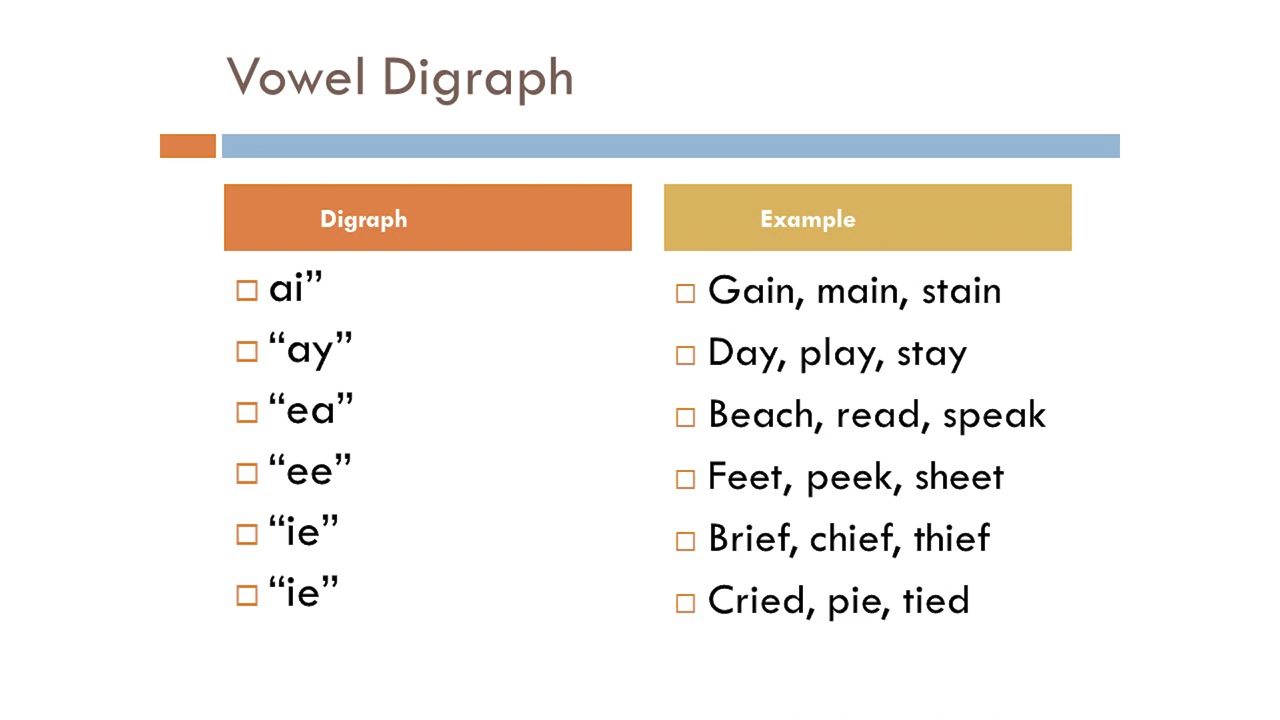 Vowel Digraph
Digraph
Example
ai”
“ay”
“ea”
“ee”
“ie”
“ie”
Gain, main, stain
Day, play, stay
Beach, read, speak
Feet, peek, sheet
Brief, chief, thief
Cried, pie, tied